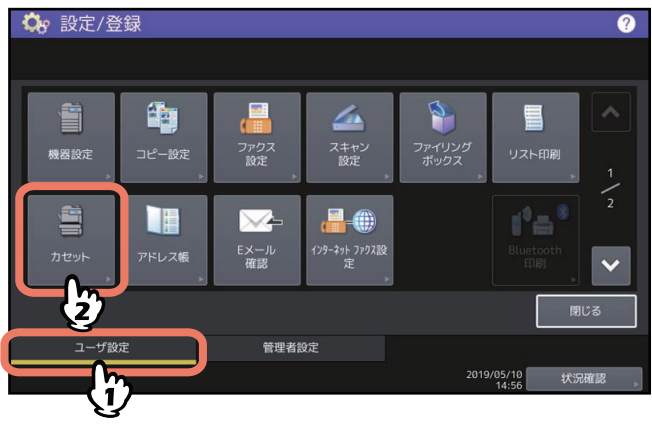 設定/登録
?
機器設定
コピー設定
ファクス
設定
スキャン
設定
ファイリング
ボックス
リスト印刷
1
/
2
カセット
アドレス帳
Eメール
確認
インターネット ファクス設
定
Bluetooth
印刷
2
閉じる
ユーザ設定
管理者設定
1
2019/05/10
14:56
状況確認